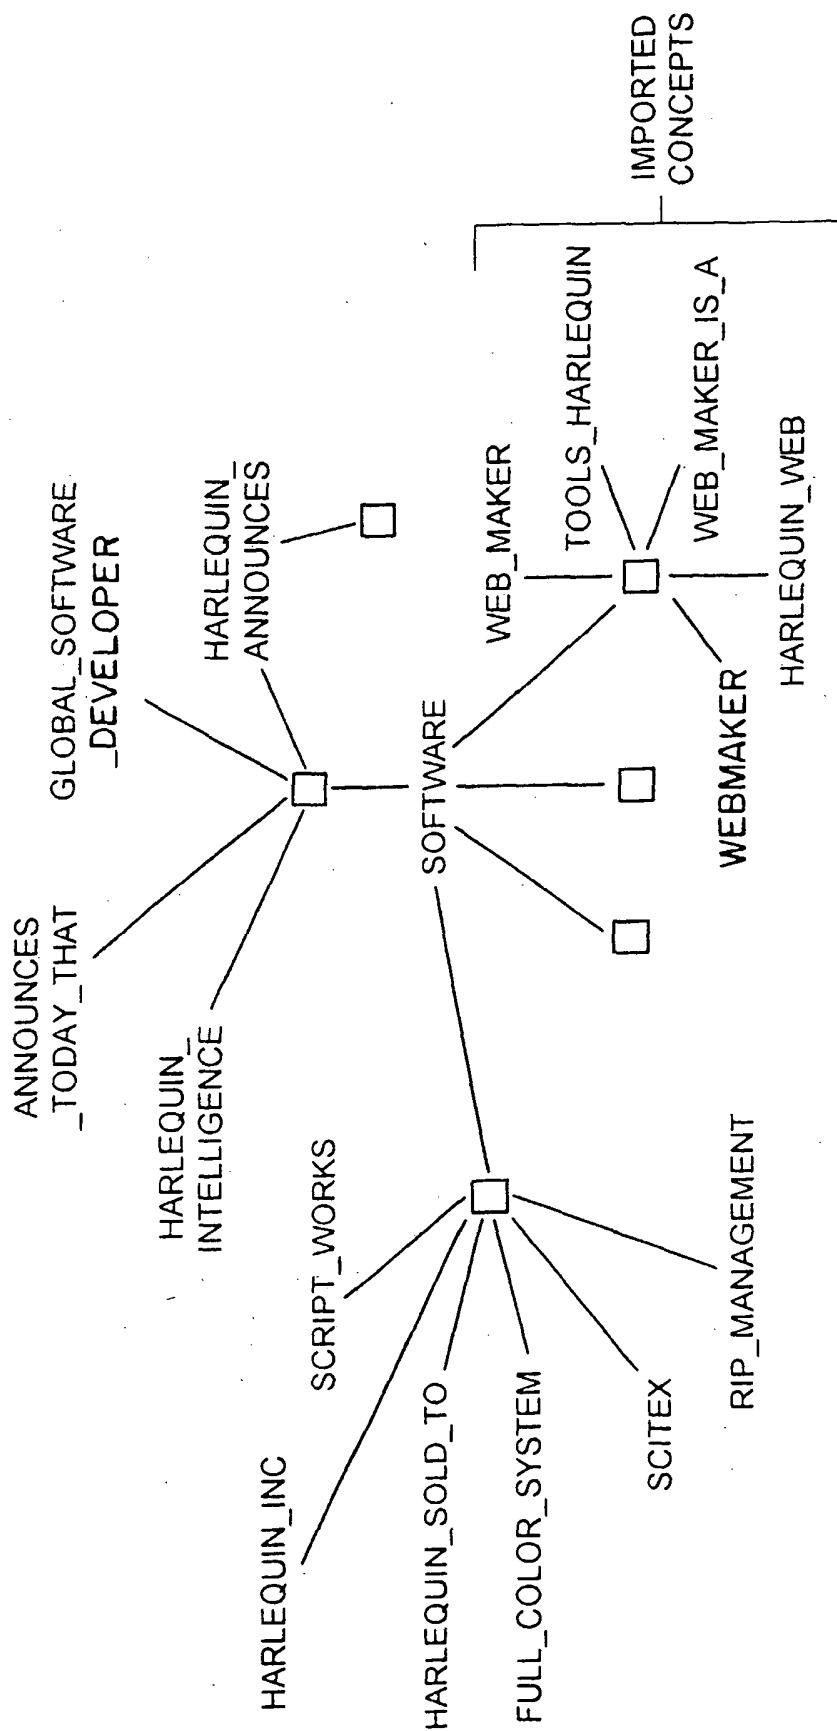 ANNOUNCES
_TODAY_THAT
GLOBAL_SOFTWARE
_DEVELOPER
HARLEQUIN_
INTELLIGENCE
HARLEQUIN_
ANNOUNCES
HARLEQUIN_INC
SCRIPT_WORKS
HARLEQUIN_SOLD_TO
FULL_COLOR_SYSTEM
SCITEX
RIP_MANAGEMENT
SOFTWARE
WEB_MAKER
TOOLS_HARLEQUIN
WEB_MAKER_IS_A
WEBMAKER
HARLEQUIN_WEB
IMPORTED
CONCEPTS